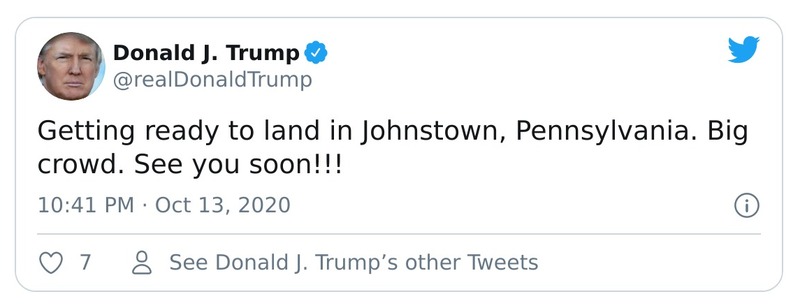 Donald J. Trump
@realDonaldTrump
Getting ready to land in Johnstown, Pennsylvania. Big
crowd. See you soon!!!
10:41 PM · Oct 13, 2020
7 See Donald J. Trump’s other Tweets